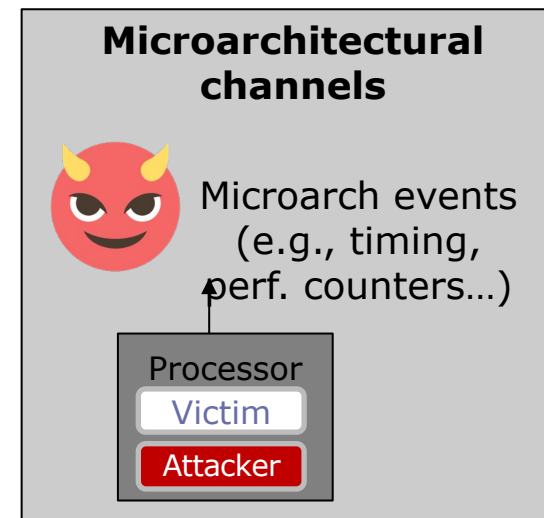 Microarchitectural
channels
Microarch events
(e.g., timing,
perf. counters…)
Processor
Victim
Attacker